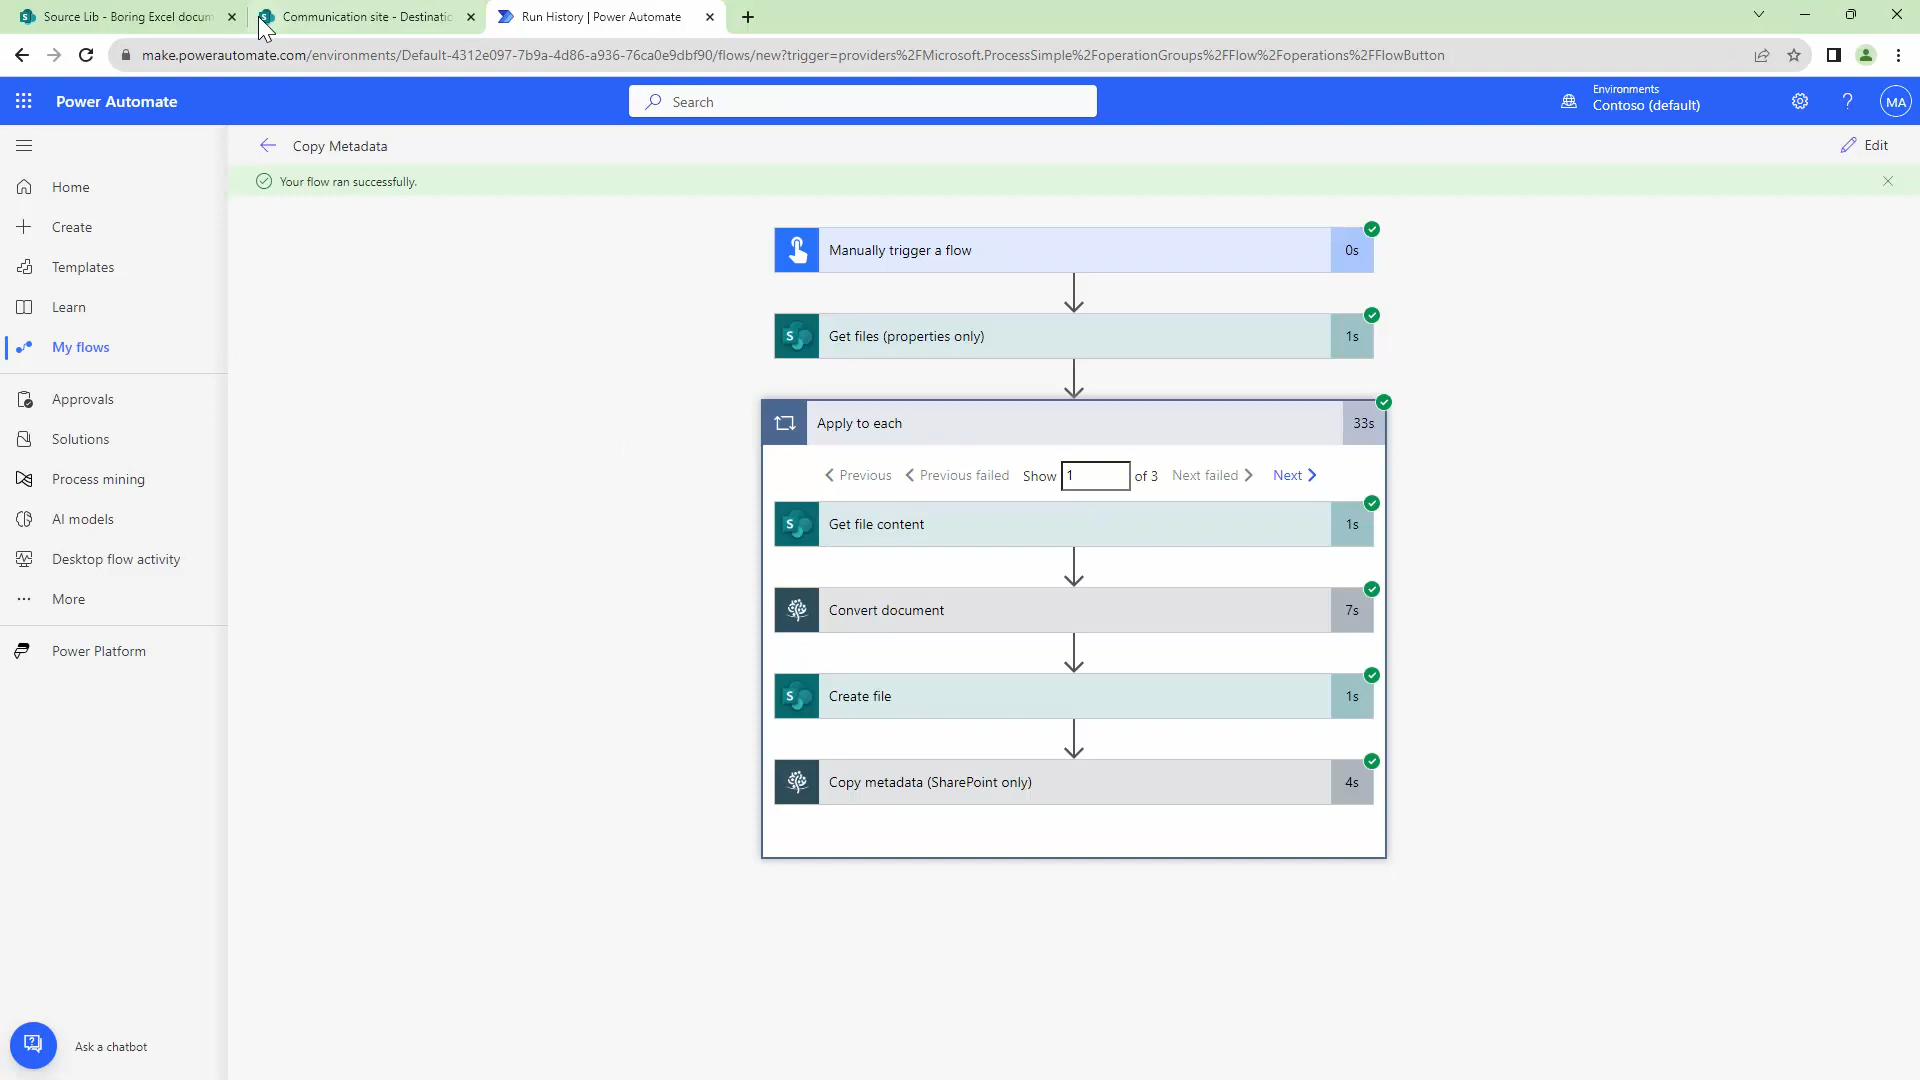 Source Lib - Boring Excel docum
Communication site - Destinatio
Run History | Power Automate
make.powerautomate.com/environments/Default-4312e097-7b9a-4d86-a936-76ca0e9dbf90/flows/new?trigger=providers%2FMicrosoft.ProcessSimple%2FoperationGroups%2FFlow%2Foperations%2FFlowButton
Power Automate
Search
Environments
Contoso (default)
?
MA
Copy Metadata
Edit
Your flow ran successfully.
Home
Create
Templates
Learn
My flows
Approvals
Solutions
Process mining
AI models
Desktop flow activity
More
Power Platform
Ask a chatbot
Manually trigger a flow
0s
S
Get files (properties only)
1s
Apply to each
33s
Previous
Previous failed
Show
1
of 3
Next failed
Next
S
Get file content
1s
Convert document
7s
S
Create file
1s
Copy metadata (SharePoint only)
4s